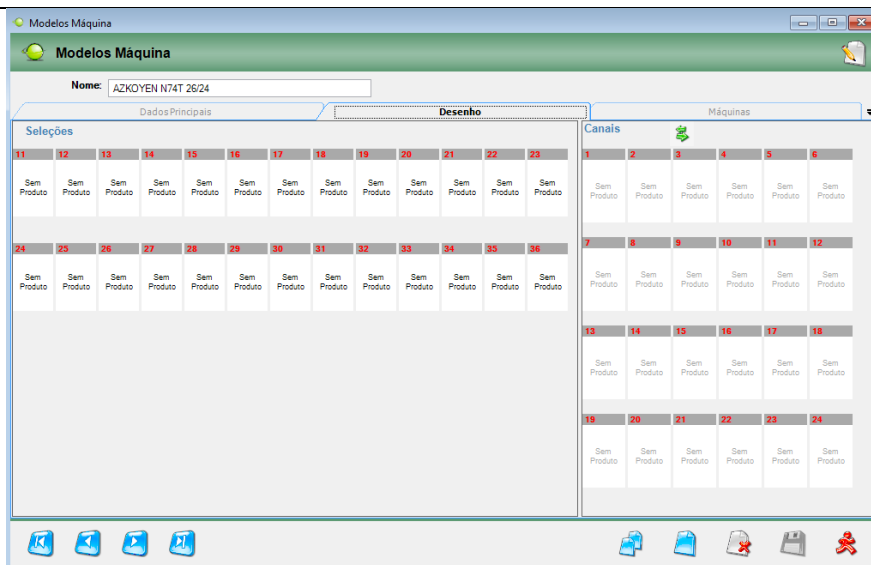 Modelos Máquina
Modelos Máquina
Nome: AZKOYEN N74T 26/24
Dados Principais Desenho Máquinas
Seleções
11 12 13 14 15 16 17 18 19 20 21 22 23
Sem Sem Sem Sem Sem Sem Sem Sem Sem Sem Sem Sem Sem
Produto Produto Produto Produto Produto Produto Produto Produto Produto Produto Produto Produto Produto
24 25 26 27 28 29 30 31 32 33 34 35 36
Sem Sem Sem Sem Sem Sem Sem Sem Sem Sem Sem Sem Sem
Produto Produto Produto Produto Produto Produto Produto Produto Produto Produto Produto Produto Produto
Canais
1 2 3 4 5 6
Sem Sem Sem Sem Sem Sem
Produto Produto Produto Produto Produto Produto
7 8 9 10 11 12
Sem Sem Sem Sem Sem Sem
Produto Produto Produto Produto Produto Produto
13 14 15 16 17 18
Sem Sem Sem Sem Sem Sem
Produto Produto Produto Produto Produto Produto
19 20 21 22 23 24
Sem Sem Sem Sem Sem Sem
Produto Produto Produto Produto Produto Produto